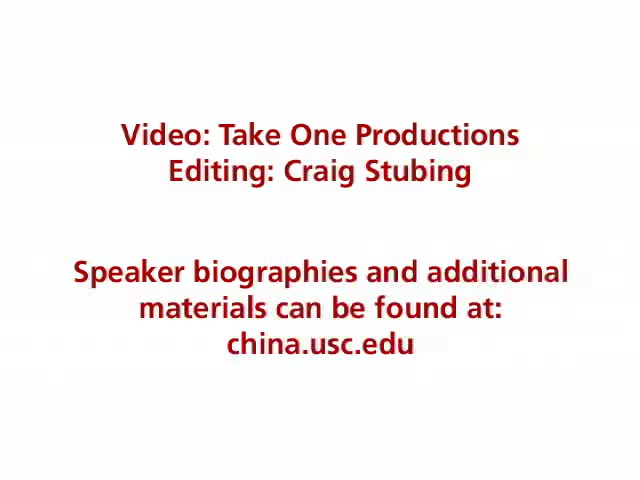 Video: Take One Productions
Editing: Craig Stubing
Speaker biographies and additional
materials can be found at:
china.usc.edu